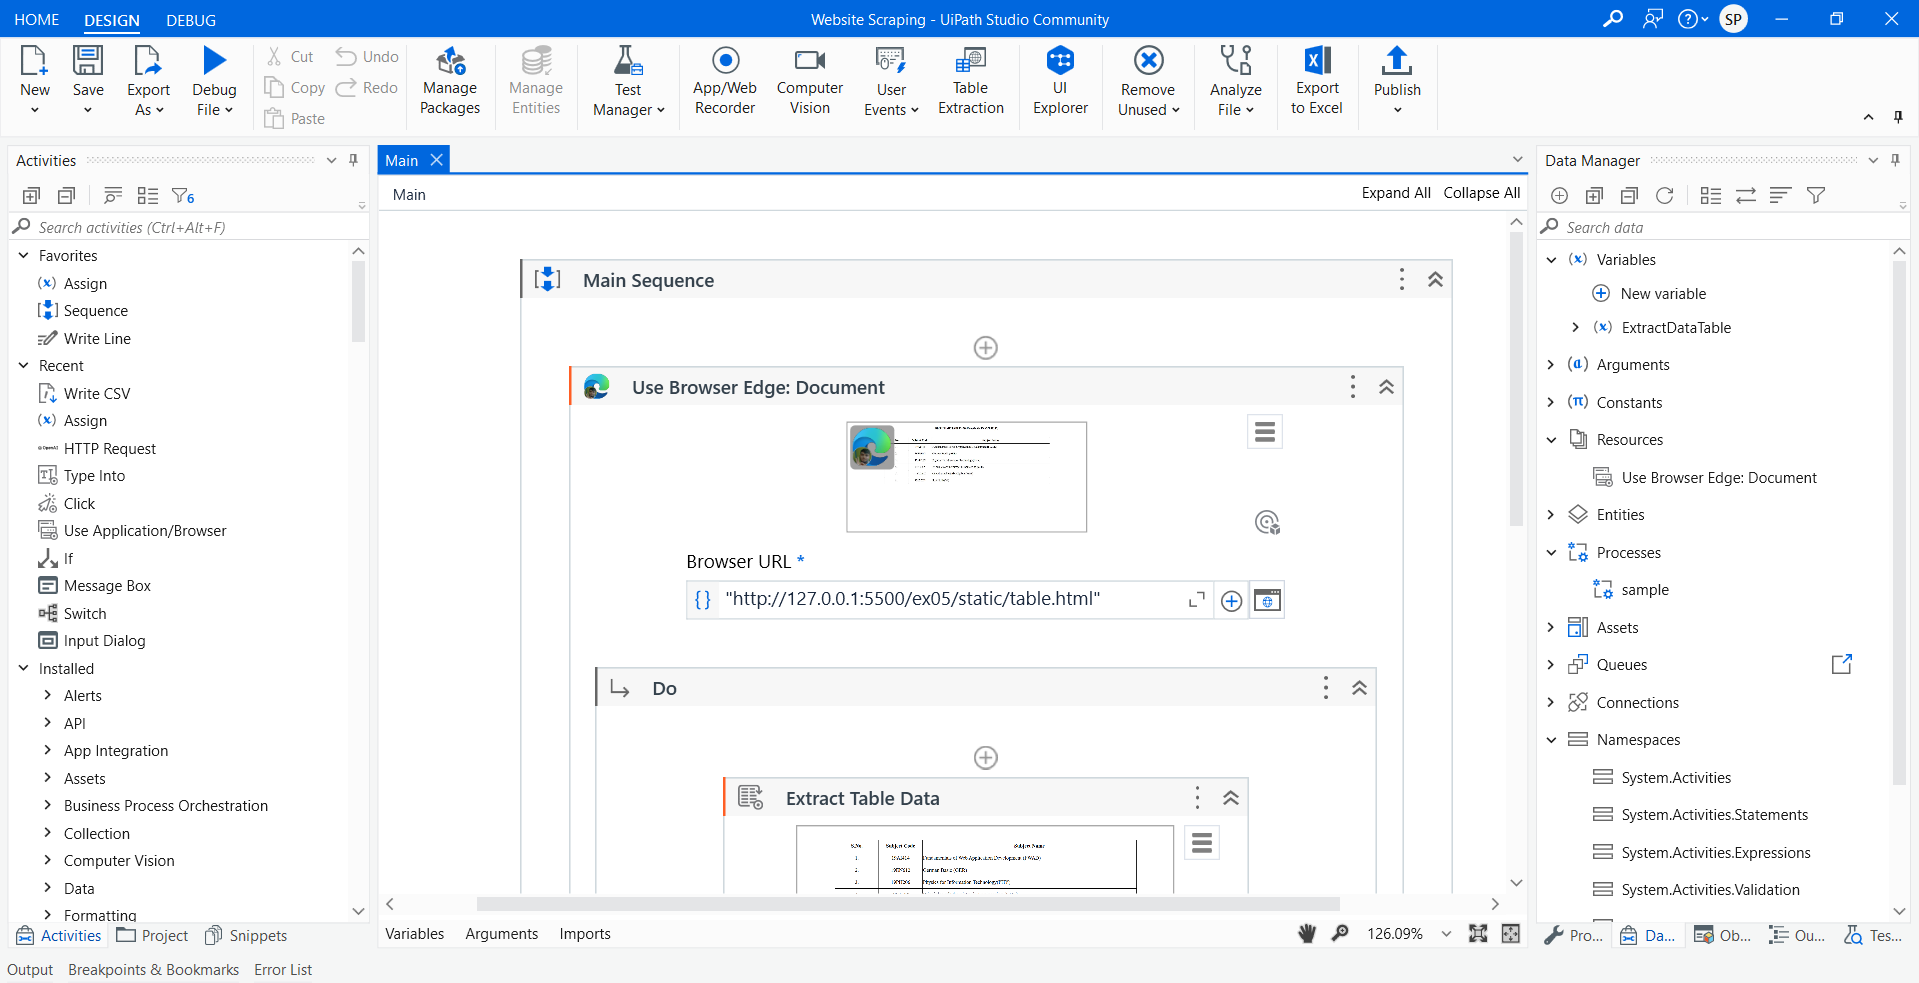 HOME DESIGN DEBUG Website Scraping - UiPath Studio Community SP
New Save Export As Debug File
Cut Copy Paste Undo Redo
Manage Packages
Manage Entities
Test Manager
App/Web Recorder
Computer Vision
User Events
Table Extraction
UI Explorer
Remove Unused
Analyze File
Export to Excel
Publish
Activities
6
Search activities (Ctrl+Alt+F)
Favorites
Assign
Sequence
Write Line
Recent
Write CSV
Assign
HTTP Request
Type Into
Click
Use Application/Browser
If
Message Box
Switch
Input Dialog
Installed
Alerts
API
App Integration
Assets
Business Process Orchestration
Collection
Computer Vision
Data
Formatting
Activities Project Snippets
Main
Main Expand All Collapse All
Main Sequence
Use Browser Edge: Document
Browser URL *
{} "http://127.0.0.1:5500/ex05/static/table.html"
Do
Extract Table Data
S.No. Subject Code Subject Name
Variables Arguments Imports 126.09%
Data Manager
Search data
Variables
New variable
ExtractDataTable
Arguments
Constants
Resources
Use Browser Edge: Document
Entities
Processes
sample
Assets
Queues
Connections
Namespaces
System.Activities
System.Activities.Statements
System.Activities.Expressions
System.Activities.Validation
Pro... Da... Ob... Ou... Tes...
Output Breakpoints & Bookmarks Error List